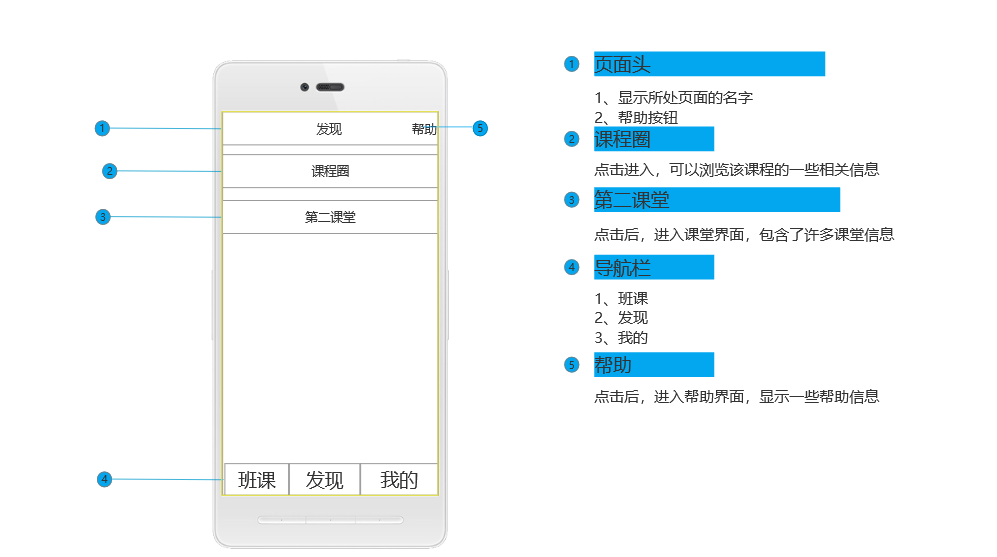 1
发现
帮助
5
2
课程圈
3
第二课堂
4
班课
发现
我的
1
页面头
1、显示所处页面的名字
2、帮助按钮
2
课程圈
点击进入，可以浏览该课程的一些相关信息
3
第二课堂
点击后，进入课堂界面，包含了许多课堂信息
4
导航栏
1、班课
2、发现
3、我的
5
帮助
点击后，进入帮助界面，显示一些帮助信息